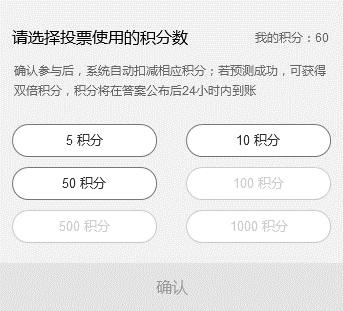 请选择投票使用的积分数 我的积分：60
确认参与后，系统自动扣减相应积分；若预测成功，可获得
双倍积分，积分将在答案公布后24小时内到账
5 积分 10 积分
50 积分 100 积分
500 积分 1000 积分
确认